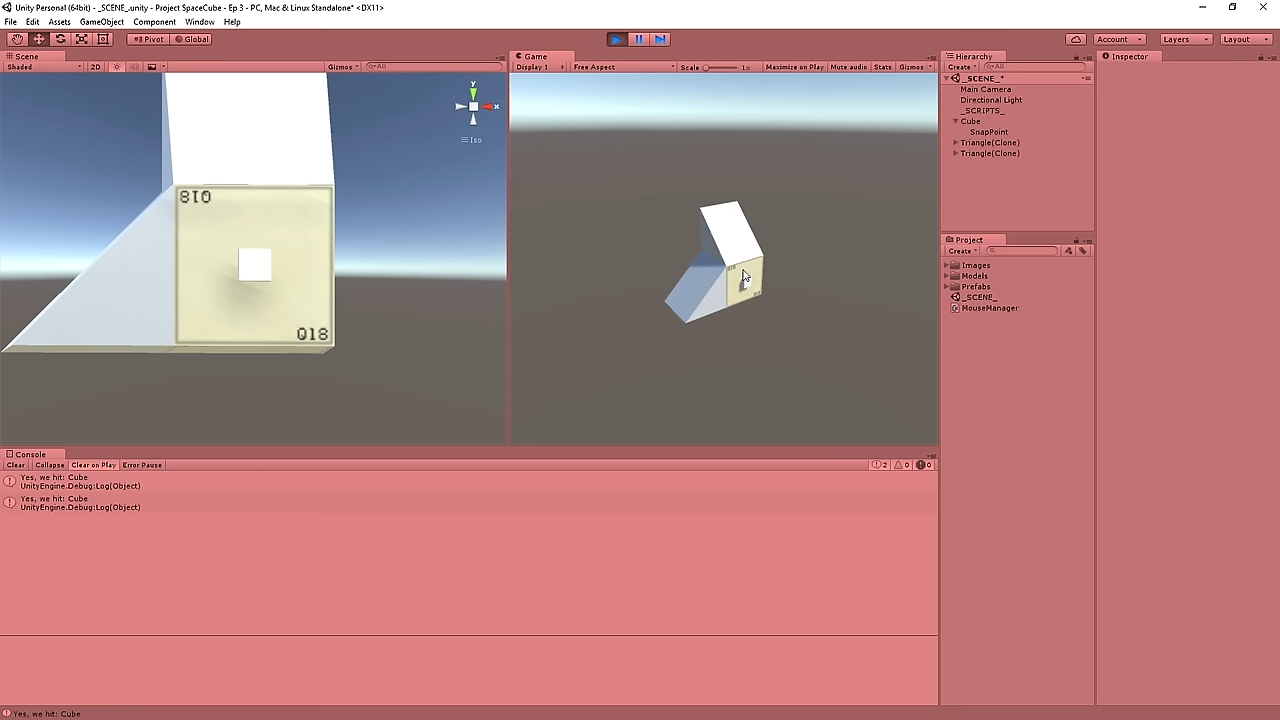 Unity Personal (64bit) - _SCENE_.unity - Project SpaceCube - Ep 3 - PC, Mac & Linux Standalone* <DX11>
File Edit Assets GameObject Component Window Help
Pivot Global Account Layers Layout
Scene
Shaded 2D Gizmos All
y
x
Iso
018
018
Game
Display 1 Free Aspect Scale 1x Maximize on Play Mute audio Stats Gizmos
018
018
Hierarchy
Create All
_SCENE_*
Main Camera
Directional Light
_SCRIPTS_
Cube
SnapPoint
Triangle(Clone)
Triangle(Clone)
Project
Create
Images
Models
Prefabs
_SCENE_
MouseManager
Inspector
Console
Clear Collapse Clear on Play Error Pause 2 0 0
Yes, we hit: Cube
UnityEngine.Debug:Log(Object)
Yes, we hit: Cube
UnityEngine.Debug:Log(Object)
Yes, we hit: Cube